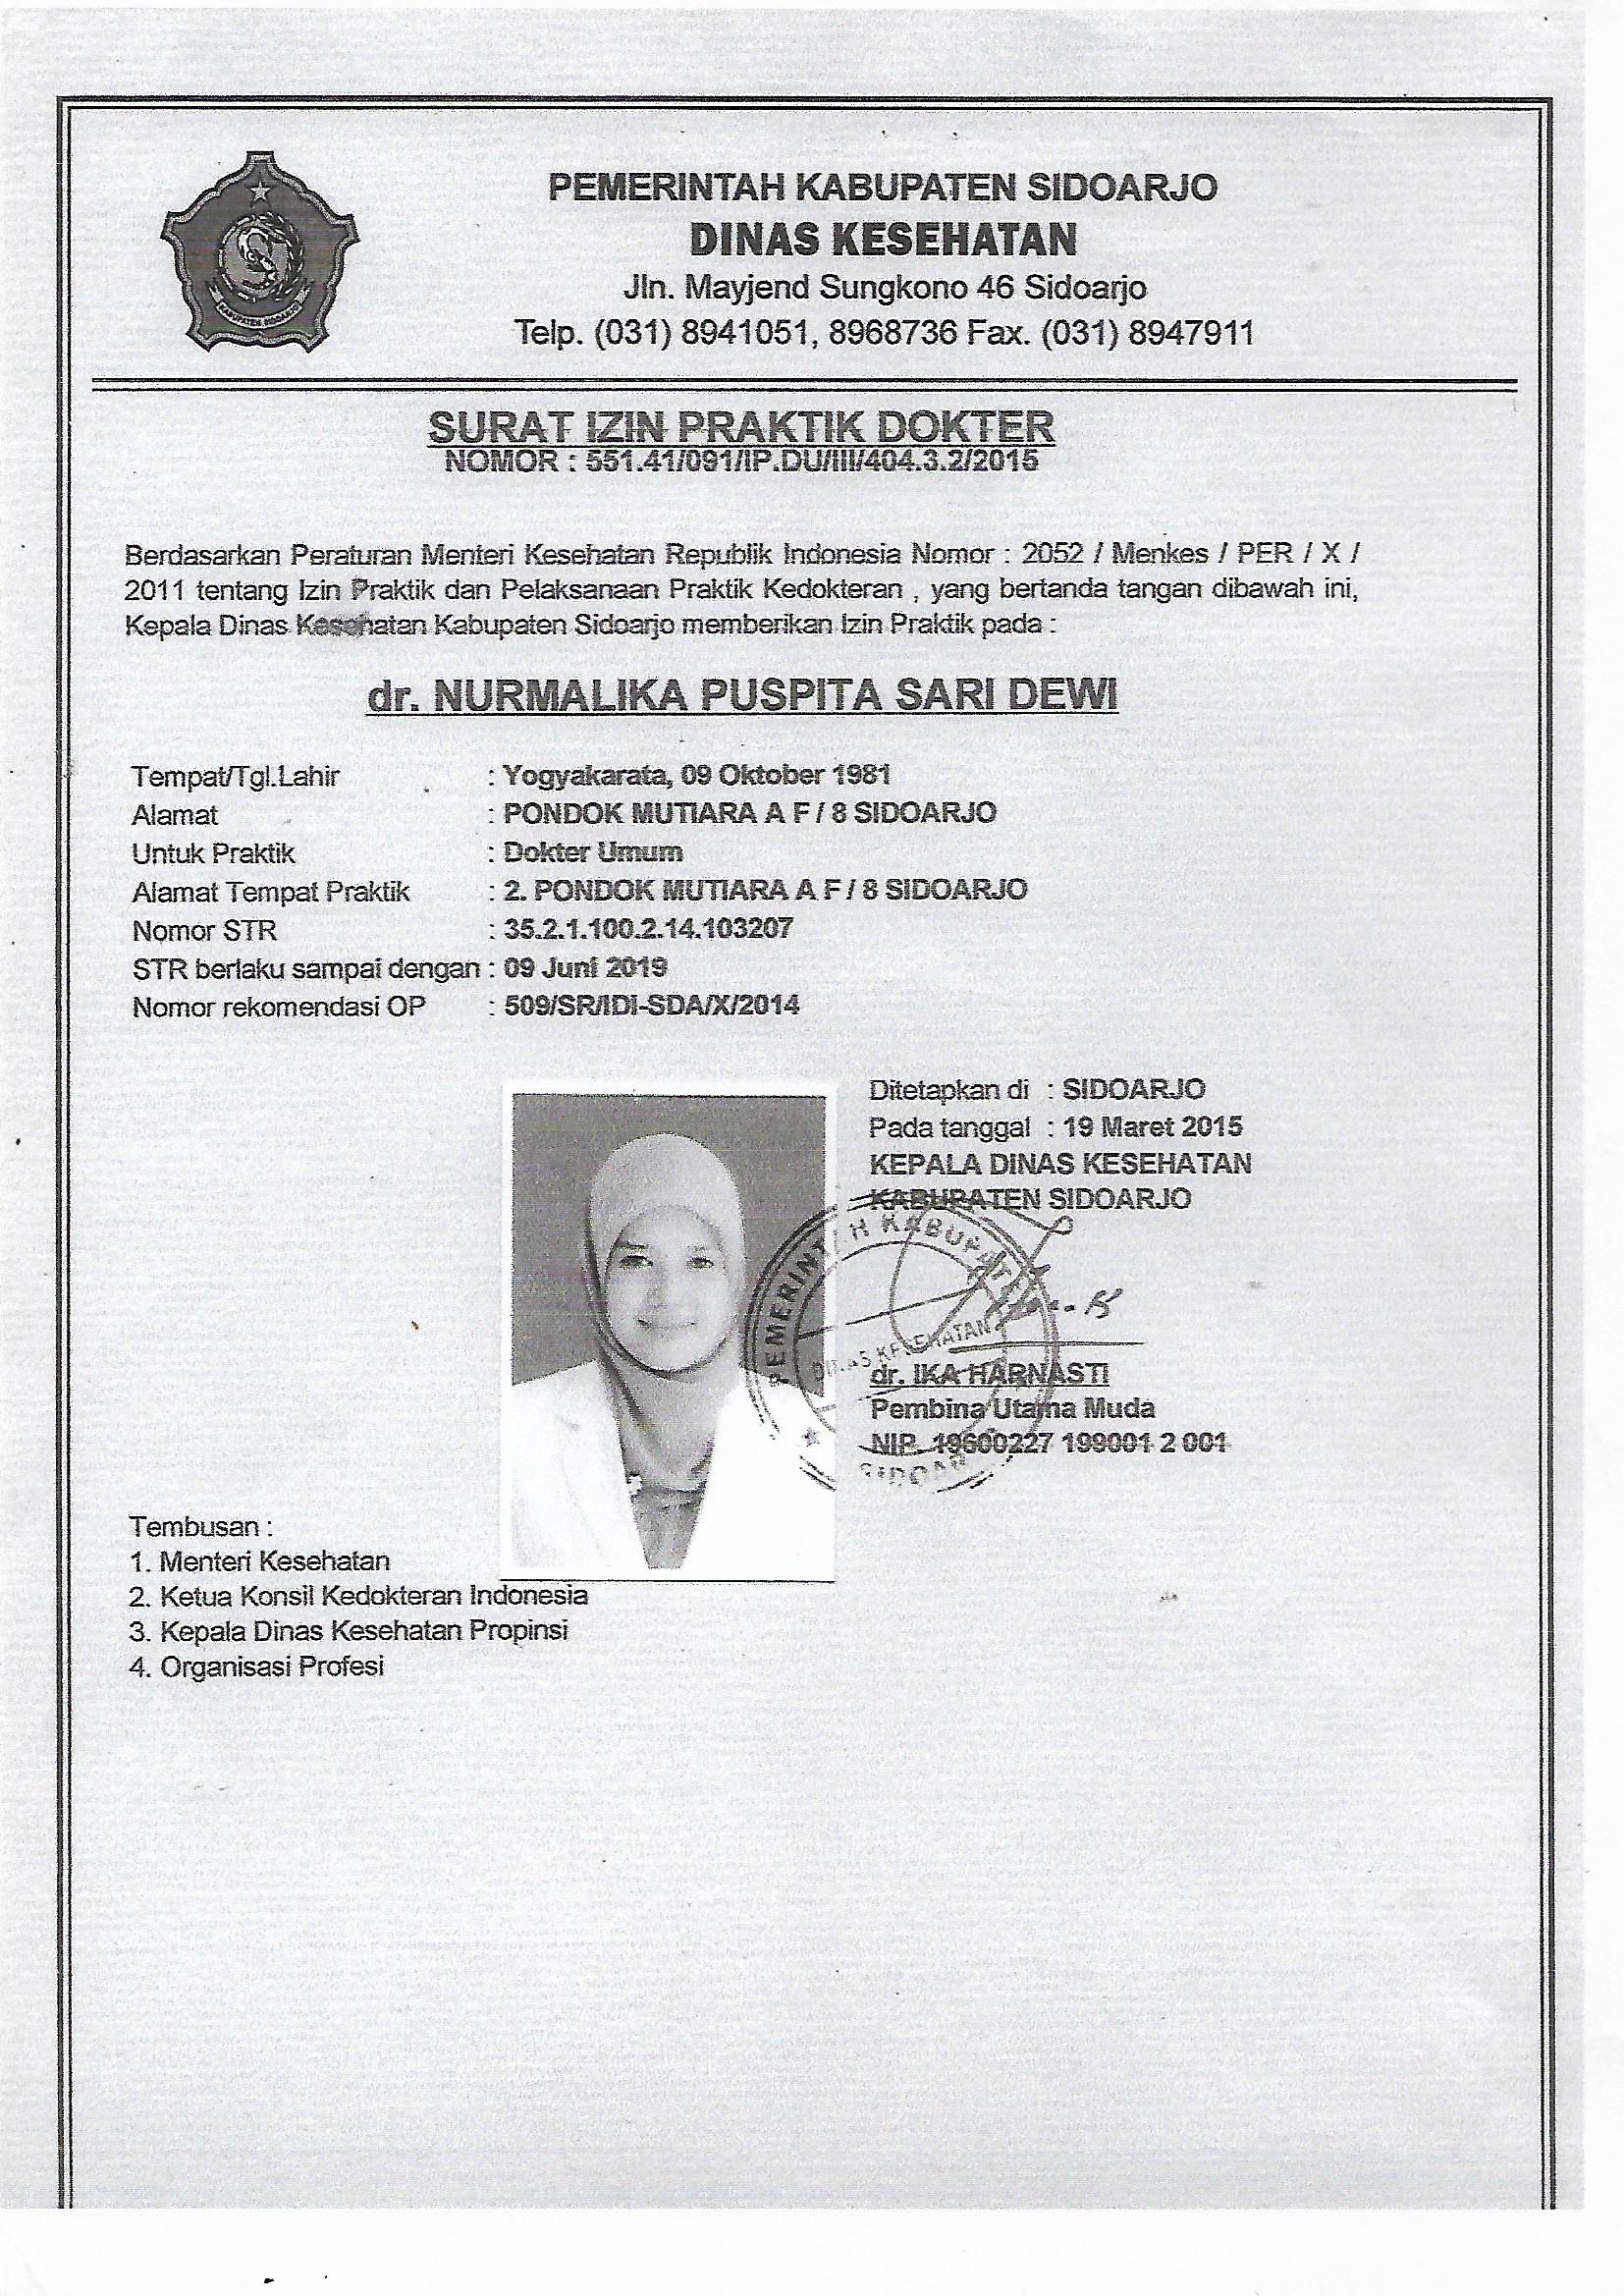 KABUPATEN SIDOARJO
PEMERINTAH KABUPATEN SIDOARJO
DINAS KESEHATAN
Jln. Mayjend Sungkono 46 Sidoarjo
Telp. (031) 8941051, 8968736 Fax. (031) 8947911
SURAT IZIN PRAKTIK DOKTER
NOMOR : 551.41/091/IP.DU/III/404.3.2/2015
Berdasarkan Peraturan Menteri Kesehatan Republik Indonesia Nomor : 2052 / Menkes / PER / X /
2011 tentang Izin Praktik dan Pelaksanaan Praktik Kedokteran , yang bertanda tangan dibawah ini,
Kepala Dinas Kesehatan Kabupaten Sidoarjo memberikan Izin Praktik pada :
dr. NURMALIKA PUSPITA SARI DEWI
Tempat/Tgl.Lahir : Yogyakarata, 09 Oktober 1981
Alamat : PONDOK MUTIARA A F / 8 SIDOARJO
Untuk Praktik : Dokter Umum
Alamat Tempat Praktik : 2. PONDOK MUTIARA A F / 8 SIDOARJO
Nomor STR : 35.2.1.100.2.14.103207
STR berlaku sampai dengan : 09 Juni 2019
Nomor rekomendasi OP : 509/SR/IDI-SDA/X/2014
Ditetapkan di : SIDOARJO
Pada tanggal : 19 Maret 2015
KEPALA DINAS KESEHATAN
KABUPATEN SIDOARJO
PEMERINTAH KABUPATEN
DINAS KESEHATAN
SIDOAR
dr. IKA HARNASTI
Pembina Utama Muda
NIP. 19600227 199001 2 001
Tembusan :
1. Menteri Kesehatan
2. Ketua Konsil Kedokteran Indonesia
3. Kepala Dinas Kesehatan Propinsi
4. Organisasi Profesi